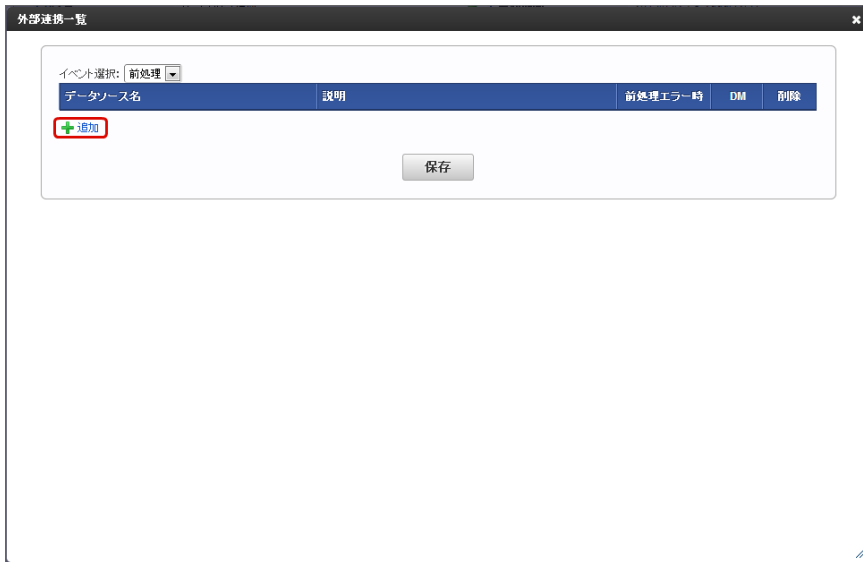 外部連携一覧
イベント選択: 前処理
データソース名 説明 前処理エラー時 DM 削除
追加
保存